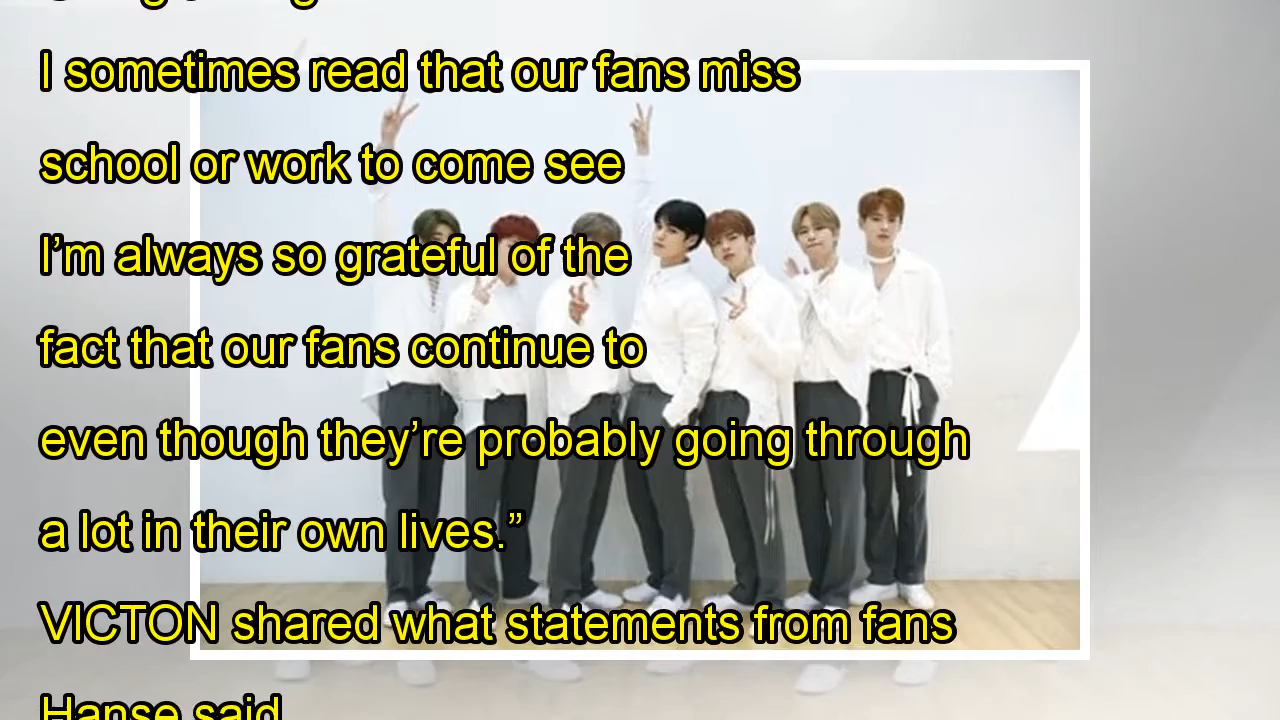 I sometimes read that our fans miss
school or work to come see
I’m always so grateful of the
fact that our fans continue to
even though they’re probably going through
a lot in their own lives.”
VICTON shared what statements from fans
Hanse said